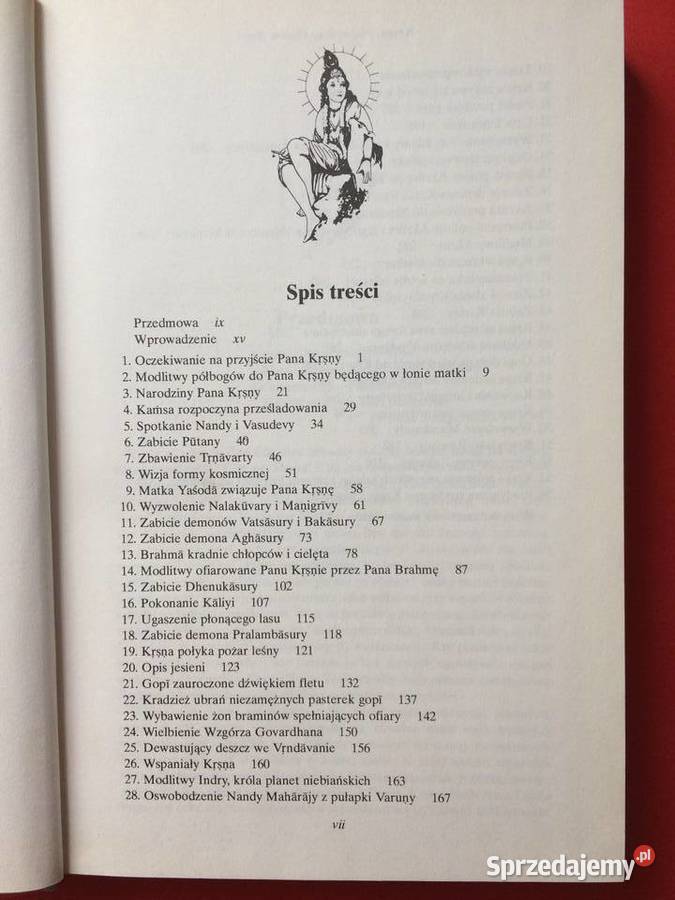 Spis treści
Przedmowa ix
Wprowadzenie xv
1. Oczekiwanie na przyjście Pana Kṛṣṇy 1
2. Modlitwy półbogów do Pana Kṛṣṇy będącego w łonie matki 9
3. Narodziny Pana Kṛṣṇy 21
4. Kaṁsa rozpoczyna prześladowania 29
5. Spotkanie Nandy i Vasudevy 34
6. Zabicie Pūtany 40
7. Zbawienie Tṛṇāvarty 46
8. Wizja formy kosmicznej 51
9. Matka Yaśodā związuje Pana Kṛṣṇę 58
10. Wyzwolenie Nalakūvary i Maṇigrīvy 61
11. Zabicie demonów Vatsāsury i Bakāsury 67
12. Zabicie demona Aghāsury 73
13. Brahmā kradnie chłopców i cielęta 78
14. Modlitwy ofiarowane Panu Kṛṣṇie przez Pana Brahmę 87
15. Zabicie Dhenukāsury 102
16. Pokonanie Kāliyi 107
17. Ugaszenie płonącego lasu 115
18. Zabicie demona Pralambāsury 118
19. Kṛṣṇa połyka pożar leśny 121
20. Opis jesieni 123
21. Gopī zauroczone dźwiękiem fletu 132
22. Kradzież ubrań niezamężnych pasterek gopī 137
23. Wybawienie żon braminów spełniających ofiary 142
24. Wielbienie Wzgórza Govardhana 150
25. Dewastujący deszcz we Vṛndāvanie 156
26. Wspaniały Kṛṣṇa 160
27. Modlitwy Indry, króla planet niebiańskich 163
28. Oswobodzenie Nandy Mahārājy z pułapki Varuṇy 167
vii
Sprzedajemy.pl